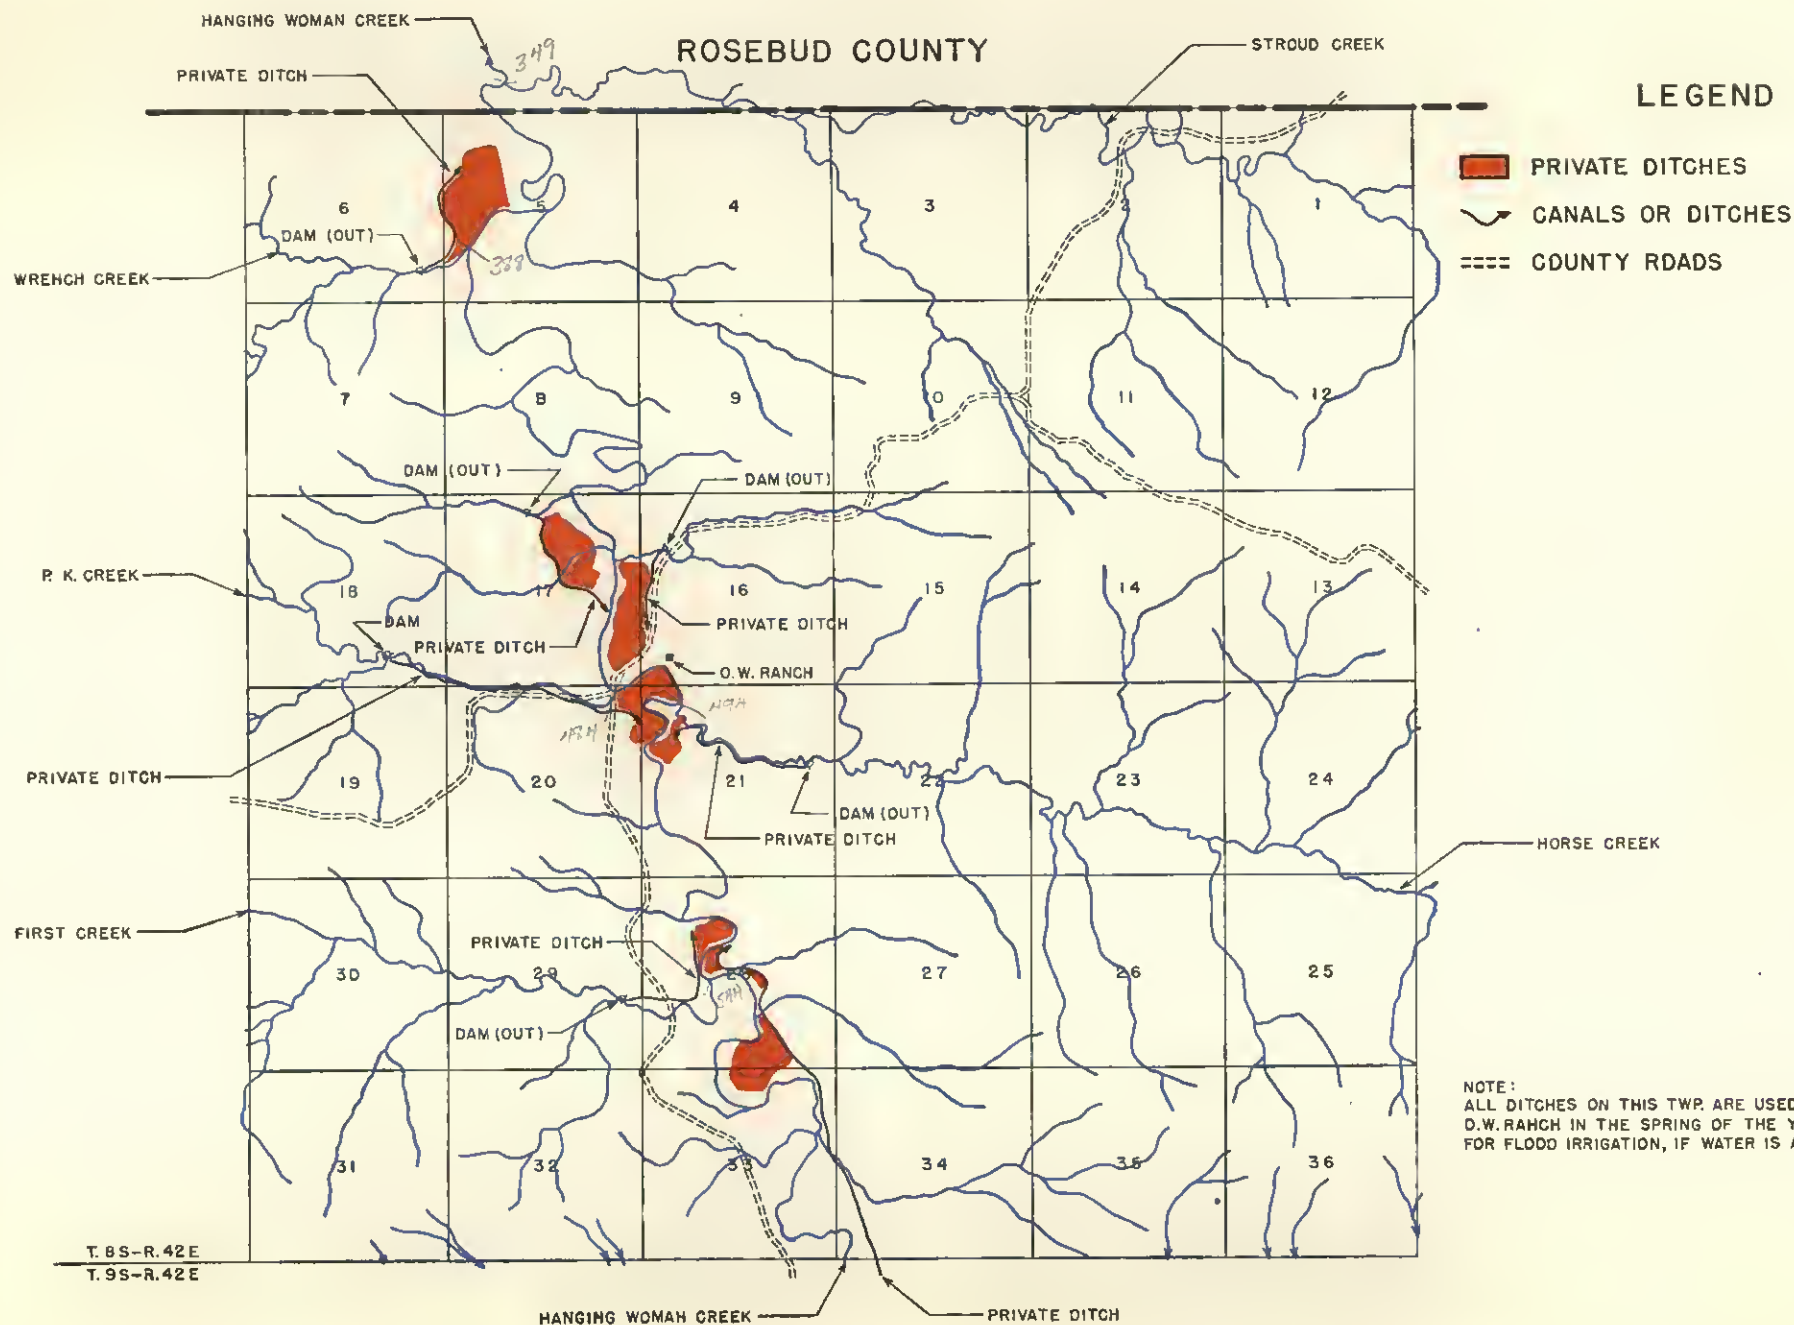 HANGING WOMAN CREEK
349
ROSEBUD COUNTY
STROUD CREEK
PRIVATE DITCH
LEGEND
PRIVATE DITCHES
CANALS OR DITCHES
COUNTY ROADS
6
5
4
3
2
1
DAM (OUT)
388
WRENCH CREEK
7
8
9
10
11
12
DAM (OUT)
DAM (OUT)
P. K. CREEK
18
17
16
15
14
13
DAM
PRIVATE DITCH
PRIVATE DITCH
O.W. RANCH
PRIVATE DITCH
19
20
21
22
23
24
DAM (OUT)
PRIVATE DITCH
HORSE CREEK
FIRST CREEK
PRIVATE DITCH
30
29
28
27
26
25
DAM (OUT)
NOTE:
ALL DITCHES ON THIS TWP. ARE USED
O.W. RANCH IN THE SPRING OF THE Y
FOR FLOOD IRRIGATION, IF WATER IS A
31
32
33
34
35
36
T. 8S-R. 42E
T. 9S-R. 42E
HANGING WOMAN CREEK
PRIVATE DITCH